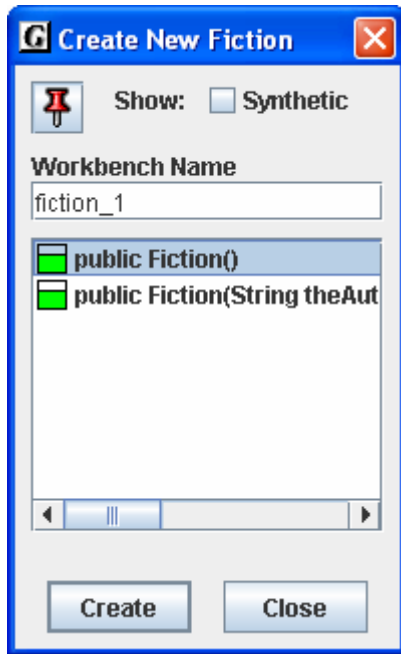 G Create New Fiction
Show: Synthetic
Workbench Name
fiction_1
public Fiction()
public Fiction(String theAut
Create Close